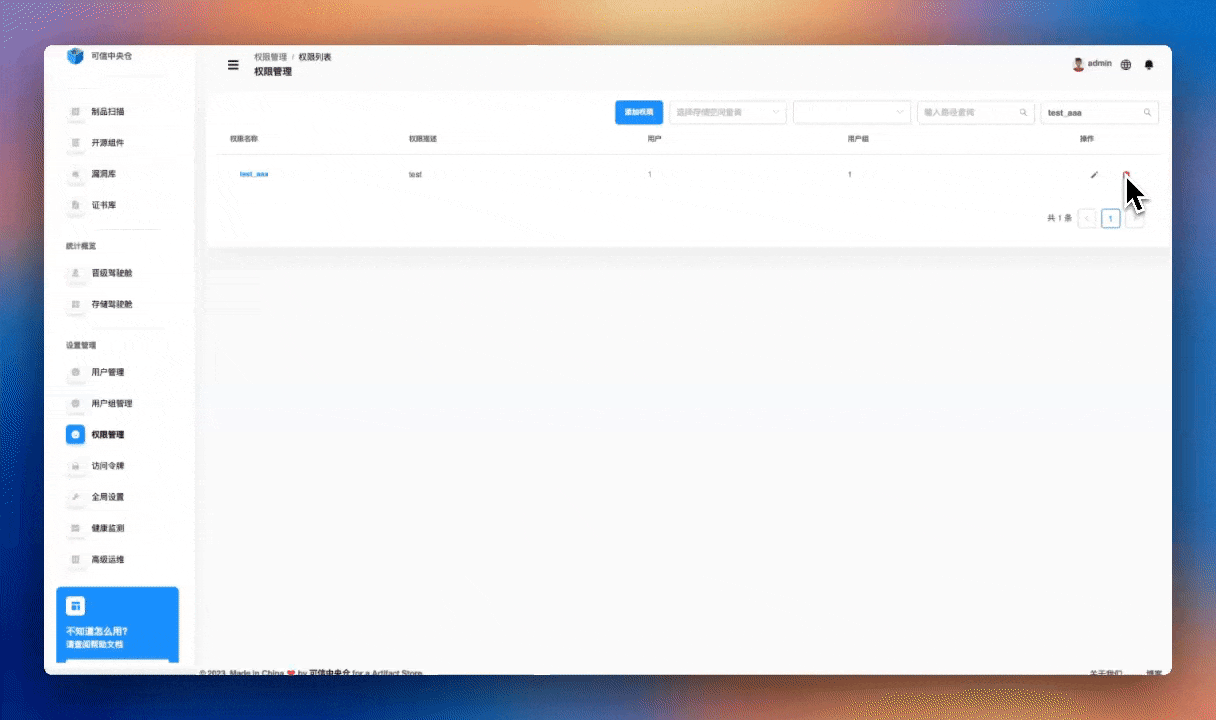 可信中央仓
权限管理 / 权限列表
权限管理
admin
制品扫描
开源组件
漏洞库
证书库
统计概览
晋级驾驶舱
存储驾驶舱
设置管理
用户管理
用户组管理
权限管理
访问令牌
全局设置
健康监测
高级运维
不知道怎么用?
请查阅帮助文档
添加权限 选择存储空间查询 输入路径查询 test_aaa
权限名称 权限描述 用户 用户组 操作
test_aaa test 1 1
共 1 条 < 1
© 2023, Made in China ❤️ by 可信中央仓 for a Artifact Store
关于我们 博客